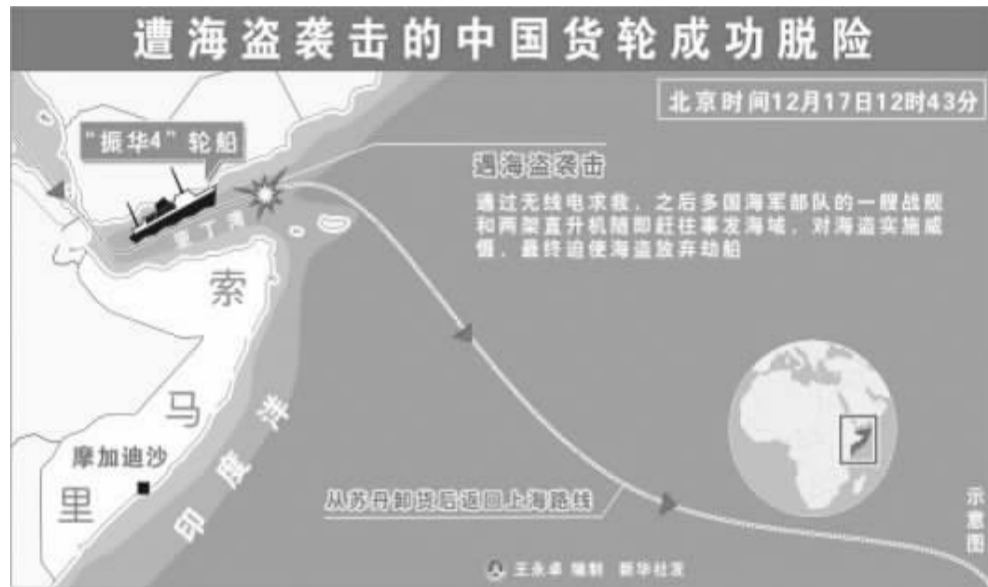 遭海盗袭击的中国货轮成功脱险
北京时间12月17日12时43分
“振华4”轮船
遇海盗袭击
通过无线电求救，之后多国海军部队的一艘战舰
和两架直升机随即赶往事发海域，对海盗实施威
慑，最终迫使海盗放弃劫船
亚丁湾
索
马
里
摩加迪沙
印度洋
从苏丹卸货后返回上海路线
示意图
王永卓 编制 新华社发